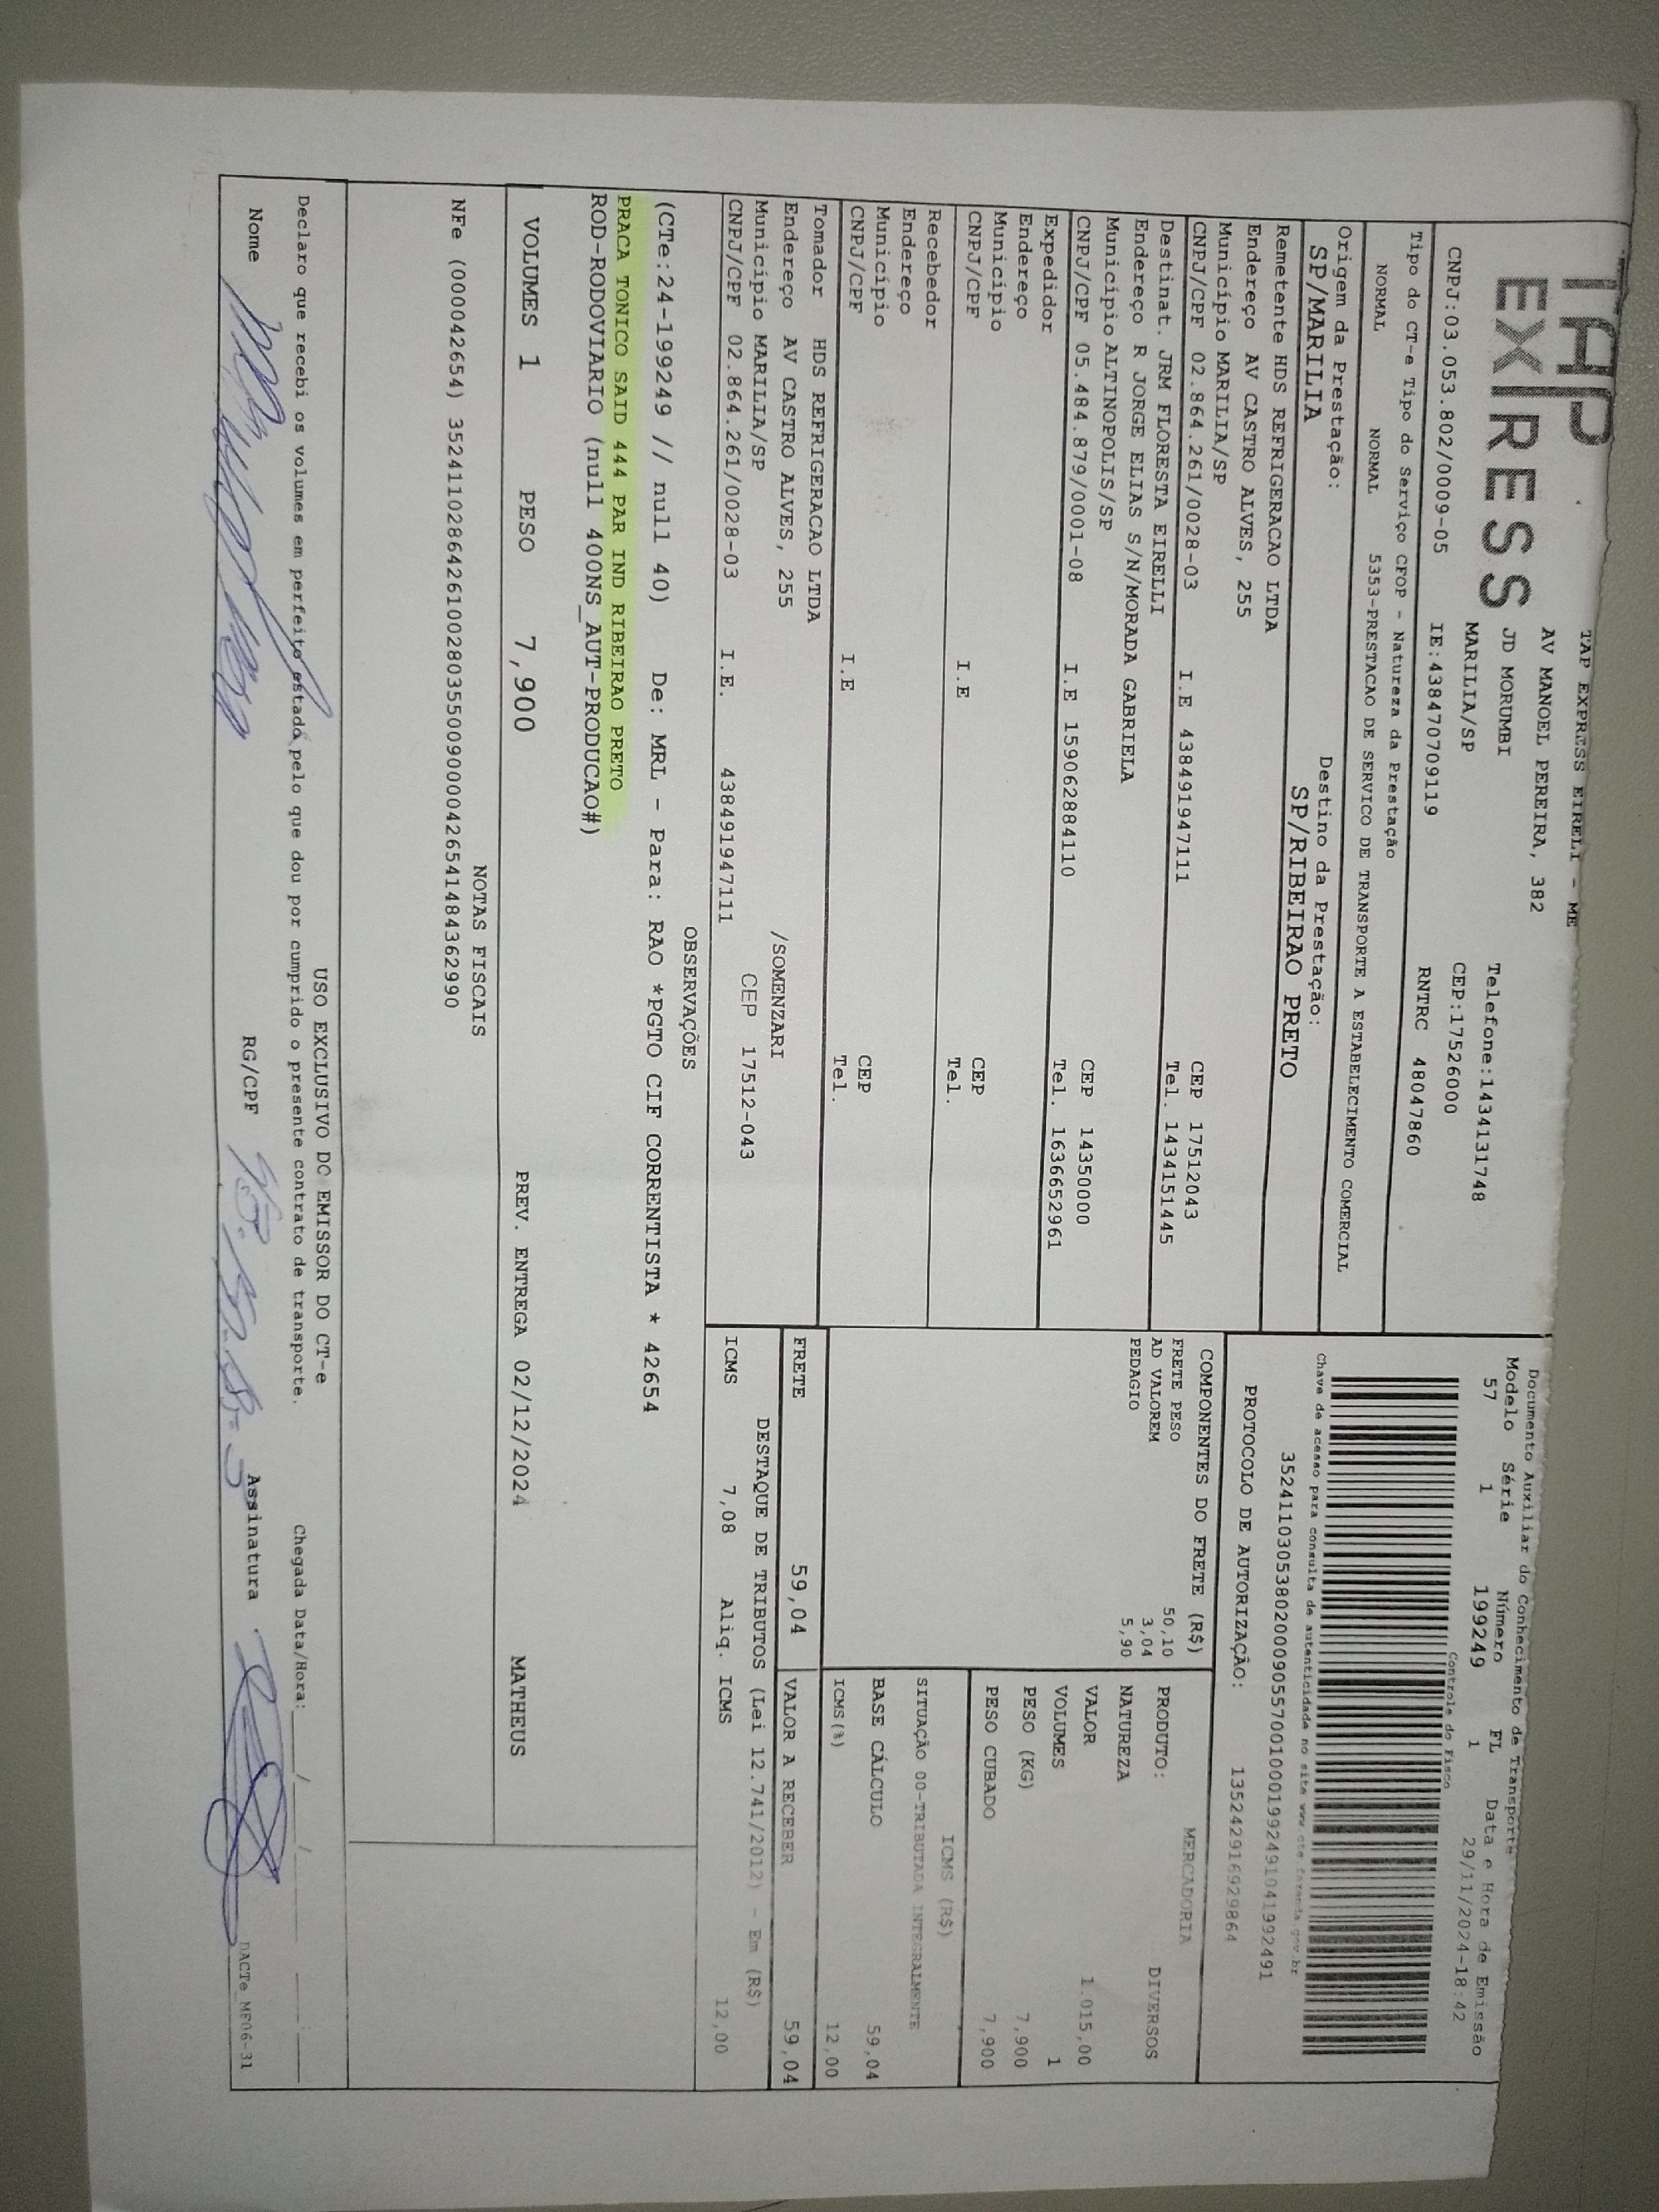 TAP
EXPRESS
TAP EXPRESS EIRELI - ME
AV MANOEL PEREIRA, 382
JD MORUMBI
Telefone:1434131748
MARILIA/SP
CEP:17526000
CNPJ:03.053.802/0009-05 IE:438470709119 RNTRC 48047860
Tipo do CT-e Tipo do Serviço CFOP - Natureza da Prestação
NORMAL NORMAL 5353-PRESTACAO DE SERVICO DE TRANSPORTE A ESTABELECIMENTO COMERCIAL
Origem da Prestação: Destino da Prestação:
SP/MARILIA SP/RIBEIRAO PRETO
Documento Auxiliar do Conhecimento de Transporte
Modelo Série Número FL Data e Hora de Emissão
57 1 199249 1 29/11/2024-18:42
Controle do Fisco
Chave de acesso para consulta de autenticidade no site www.cte.fazenda.gov.br
35241103053802000905570010001992491041992491
PROTOCOLO DE AUTORIZAÇÃO: 135242916929864
Remetente HDS REFRIGERACAO LTDA
Endereço AV CASTRO ALVES, 255
Município MARILIA/SP CEP 17512043
CNPJ/CPF 02.864.261/0028-03 I.E 438491947111 Tel. 1434151445
Destinat. JRM FLORESTA EIRELLI
Endereço R JORGE ELIAS S/N/MORADA GABRIELA
Município ALTINOPOLIS/SP CEP 14350000
CNPJ/CPF 05.484.879/0001-08 I.E 159062884110 Tel. 1636652961
Expedidor
Endereço
Município CEP
CNPJ/CPF I.E Tel.
Recebedor
Endereço
Município CEP
CNPJ/CPF I.E Tel.
Tomador HDS REFRIGERACAO LTDA
Endereço AV CASTRO ALVES, 255 /SOMENZARI
Município MARILIA/SP CEP 17512-043
CNPJ/CPF 02.864.261/0028-03 I.E. 438491947111
COMPONENTES DO FRETE (R$)
FRETE PESO 50,10
AD VALOREM 3,04
PEDAGIO 5,90
MERCADORIA
PRODUTO: DIVERSOS
NATUREZA
VALOR 1.015,00
VOLUMES 1
PESO (KG) 7,900
PESO CUBADO 7,900
ICMS (R$)
SITUAÇÃO 00-TRIBUTADA INTEGRALMENTE
BASE CÁLCULO 59,04
ICMS(%) 12,00
FRETE 59,04 VALOR A RECEBER 59,04
DESTAQUE DE TRIBUTOS (Lei 12.741/2012) - Em (R$)
ICMS 7,08 Aliq. ICMS 12,00
OBSERVAÇÕES
(CTe:24-199249 // null 40) De: MRL - Para: RAO *PGTO CIF CORRENTISTA * 42654
PRACA TONICO SAID 444 PAR IND RIBEIRAO PRETO
ROD-RODOVIARIO (null 400NS_AUT-PRODUCAO#)
VOLUMES 1 PESO 7,900 PREV. ENTREGA 02/12/2024 MATHEUS
NOTAS FISCAIS
NFe (000042654) 35241102864261002803550090000426541484362990
USO EXCLUSIVO DO EMISSOR DO CT-e
Declaro que recebi os volumes em perfeito estado pelo que dou por cumprido o presente contrato de transporte. Chegada Data/Hora: / / :
Nome RG/CPF Assinatura
DACTe_MF06-31